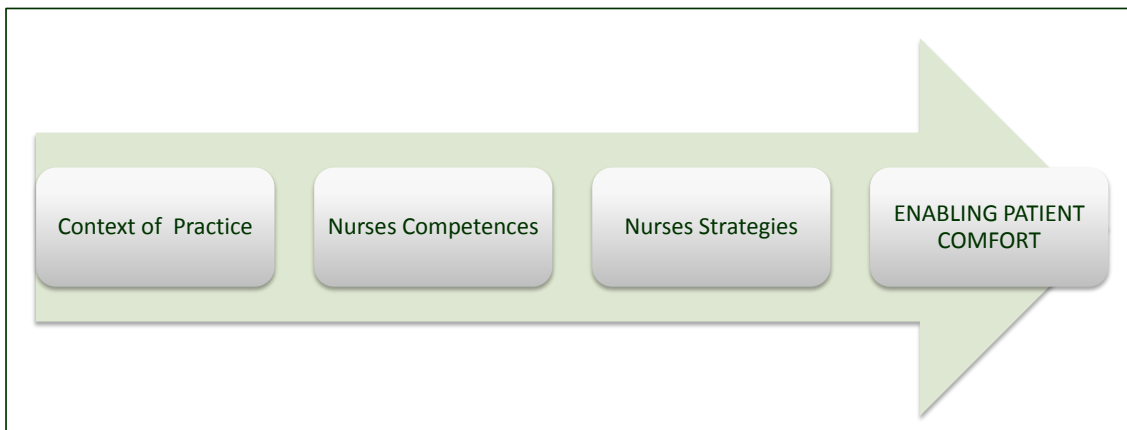 Context of  Practice
Nurses Competences
Nurses Strategies
ENABLING PATIENT
COMFORT